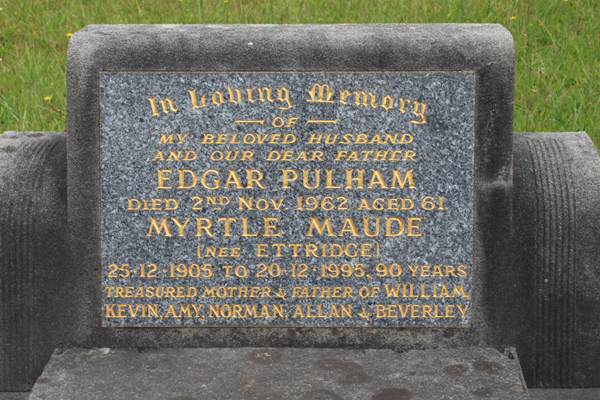 In Loving Memory
— OF —
MY BELOVED HUSBAND
AND OUR DEAR FATHER
EDGAR PULHAM
DIED 2ND NOV. 1962 AGED 61
MYRTLE MAUDE
(NEE ETTRIDGE)
25-12-1905 TO 20-12-1995, 90 YEARS
TREASURED MOTHER & FATHER OF WILLIAM,
KEVIN, AMY, NORMAN, ALLAN & BEVERLEY